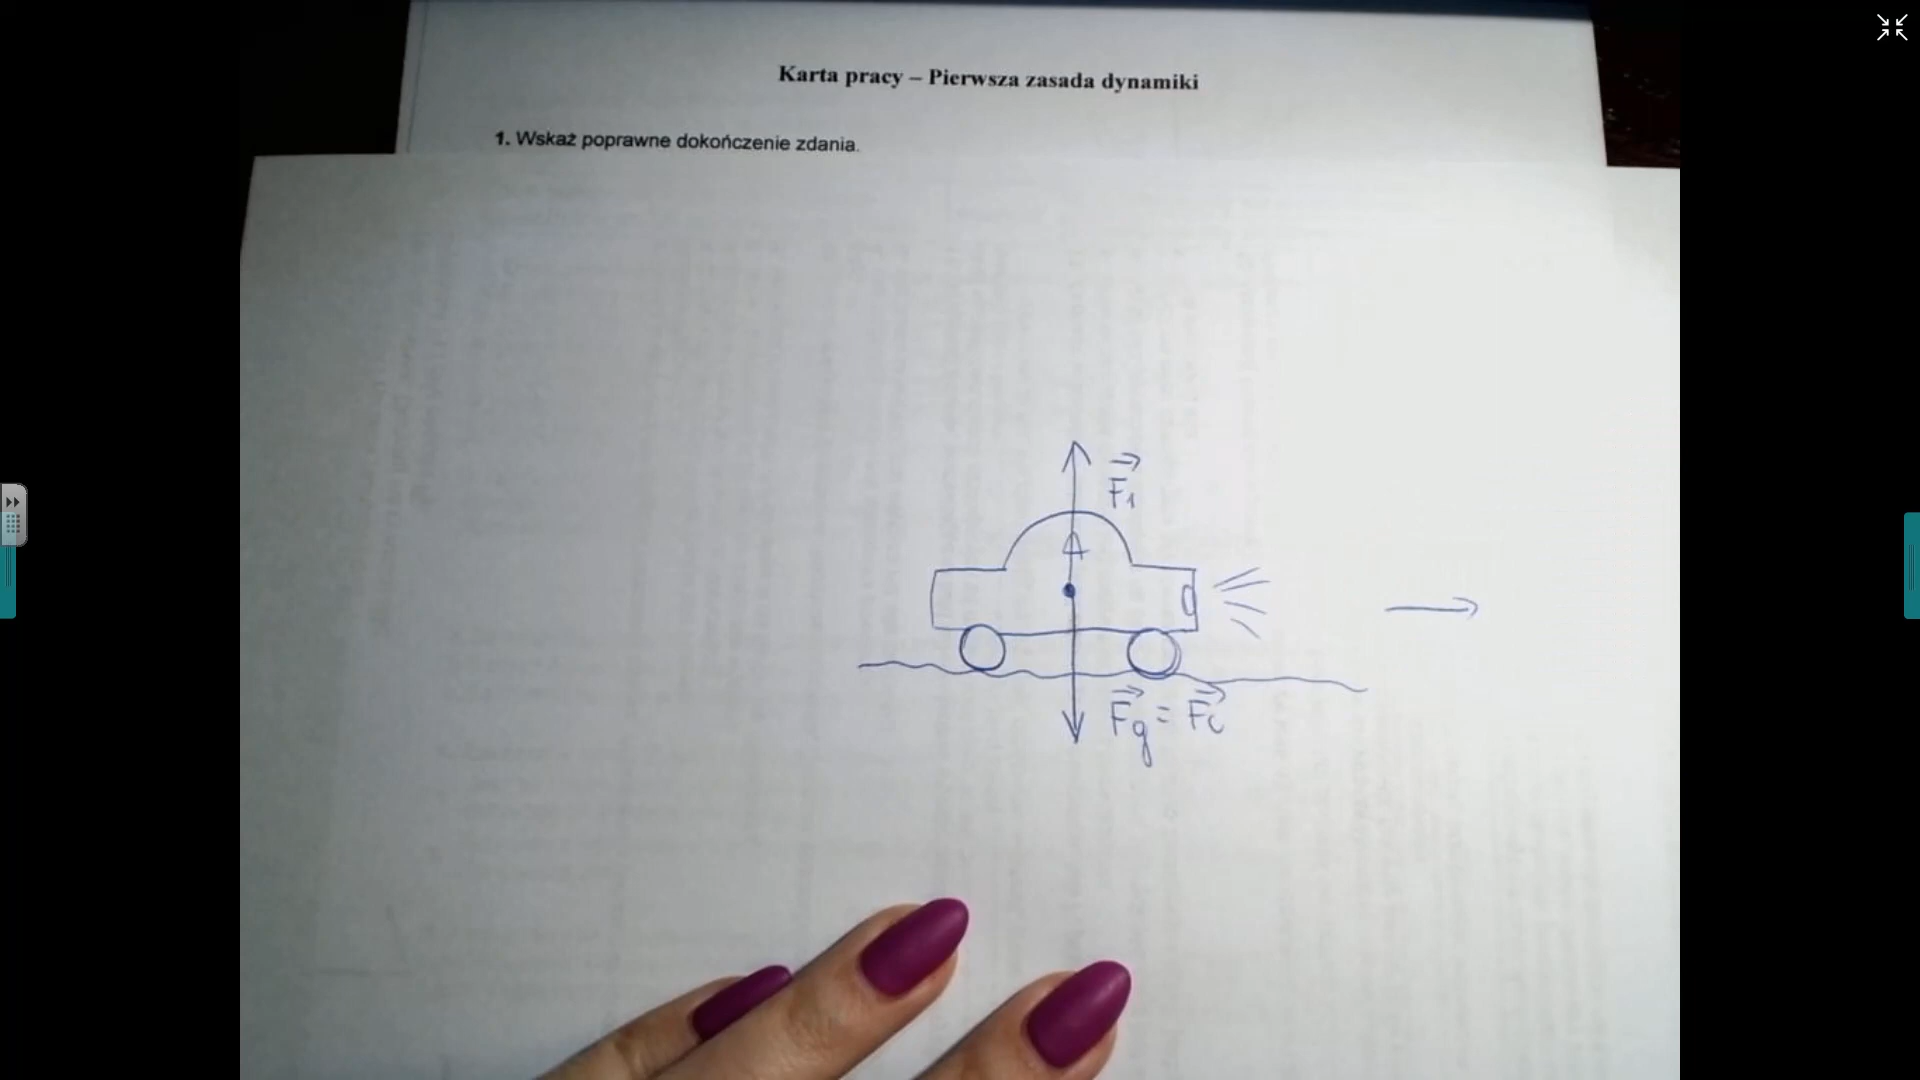 Karta pracy – Pierwsza zasada dynamiki
1. Wskaż poprawne dokończenie zdania.
F₁
Fg = Fc